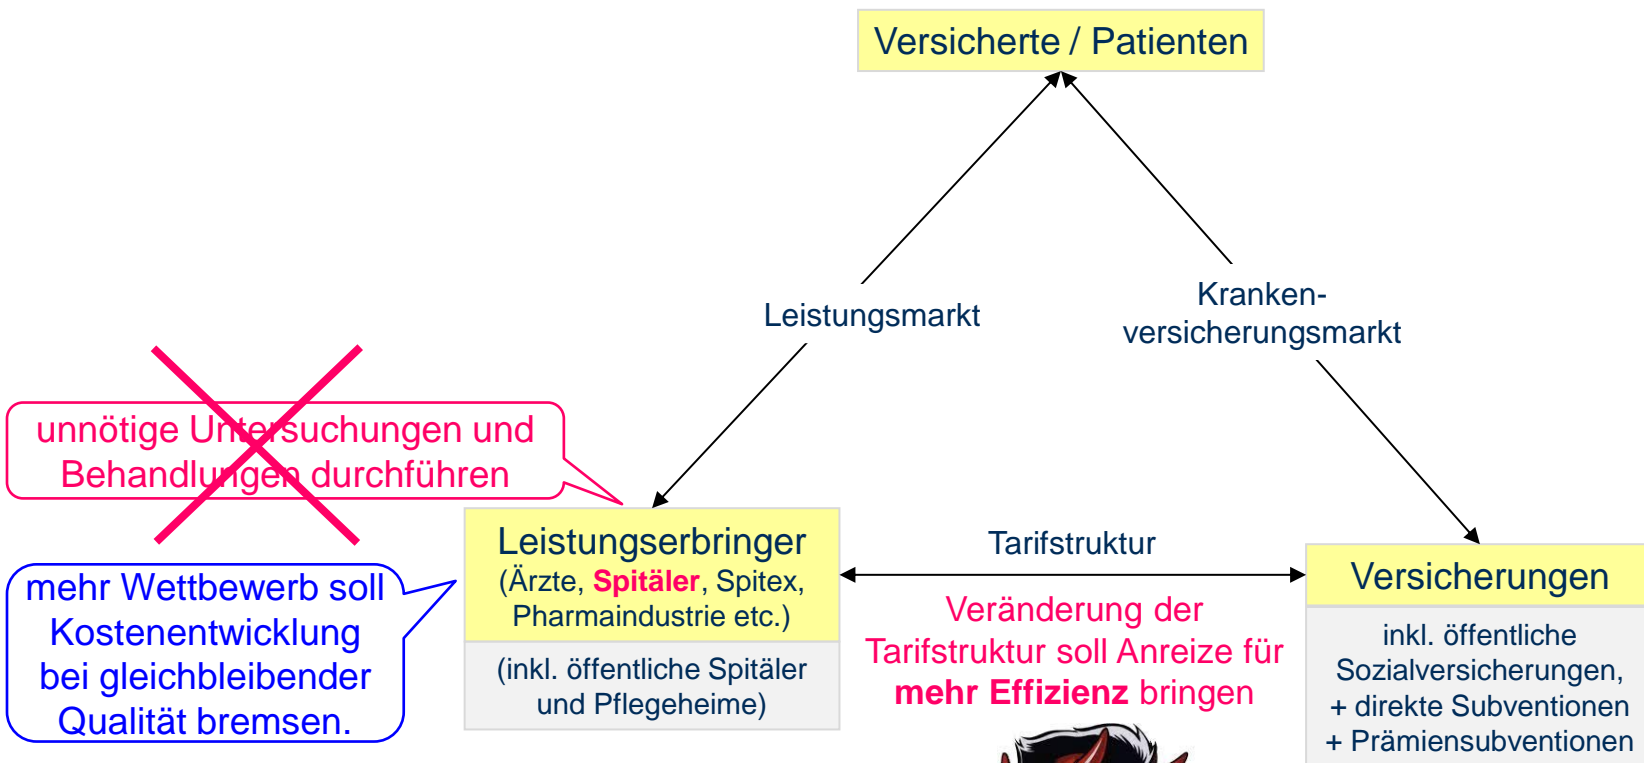 Versicherte / Patienten
Leistungsmarkt
Kranken-
versicherungsmarkt
unnötige Untersuchungen und
Behandlungen durchführen
mehr Wettbewerb soll
Kostenentwicklung
bei gleichbleibender
Qualität bremsen.
Leistungserbringer
(Ärzte, Spitäler, Spitex,
Pharmaindustrie etc.)
(inkl. öffentliche Spitäler
und Pflegeheime)
Tarifstruktur
Veränderung der
Tarifstruktur soll Anreize für
mehr Effizienz bringen
Versicherungen
inkl. öffentliche
Sozialversicherungen,
+ direkte Subventionen
+ Prämiensubventionen